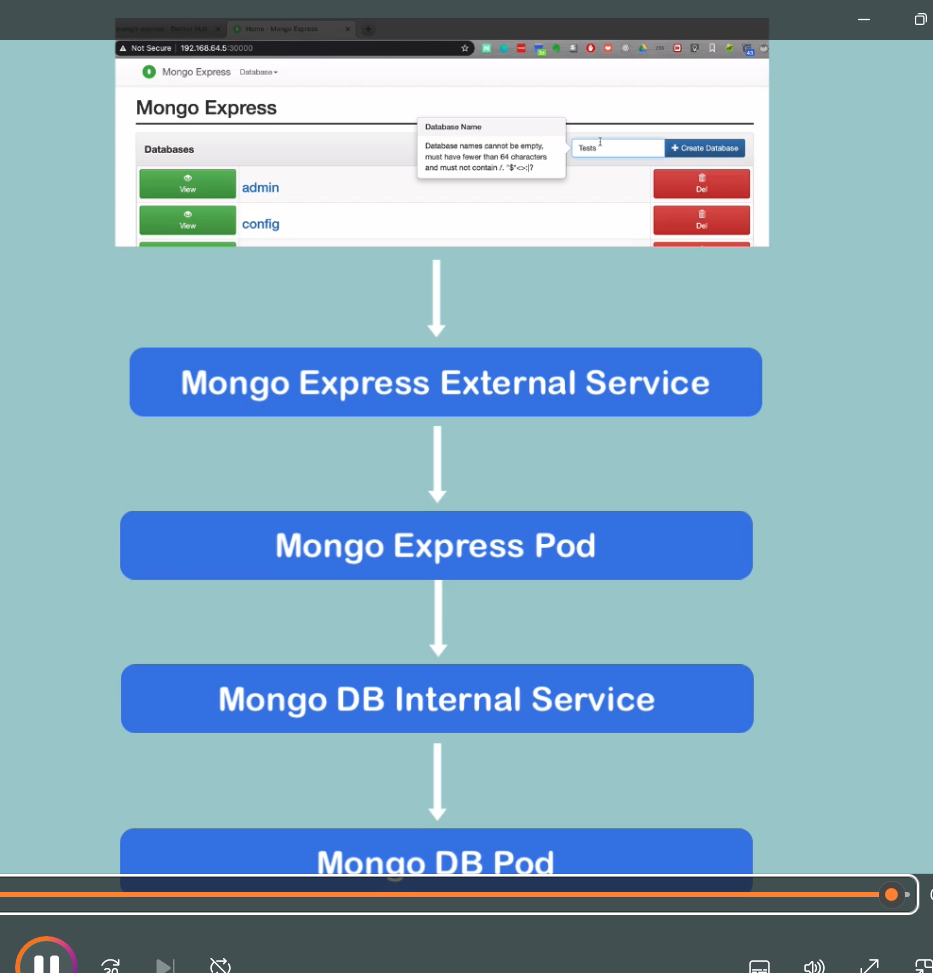 Home - Mongo Express
Not Secure | 192.168.64.5:30000
Mongo Express Database
Mongo Express
Database Name
Database names cannot be empty,
must have fewer than 64 characters
and must not contain /. "$*<>:|?
Databases
Tests
+ Create Database
View
admin
Del
View
config
Del
Mongo Express External Service
Mongo Express Pod
Mongo DB Internal Service
Mongo DB Pod
30